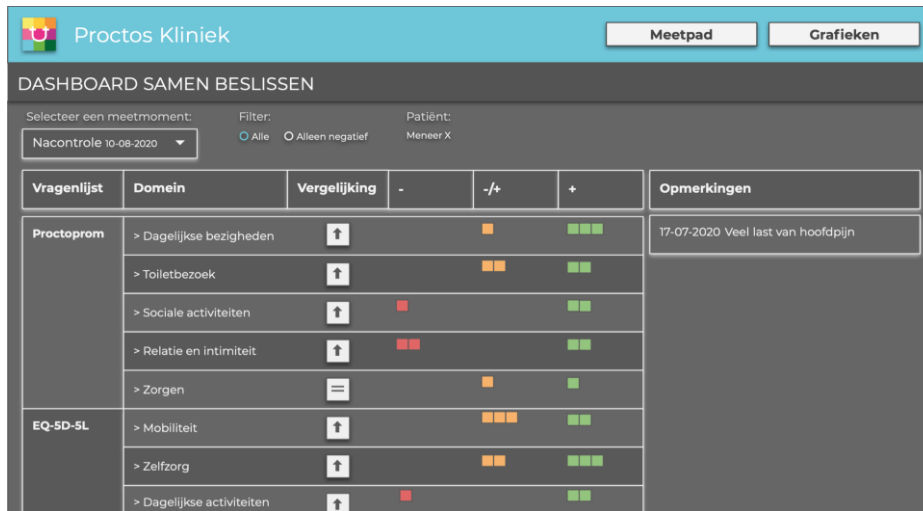 Proctos Kliniek
Meetpad
Grafieken
DASHBOARD SAMEN BESLISSEN
Selecteer een meetmoment:
Filter:
Patiënt:
Nacontrole 10-08-2020
Alle
Alleen negatief
Meneer X
Vragenlijst
Domein
Vergelijking
-
-/+
+
Opmerkingen
Proctoprom
> Dagelijkse bezigheden
17-07-2020 Veel last van hoofdpijn
> Toiletbezoek
> Sociale activiteiten
> Relatie en intimiteit
> Zorgen
EQ-5D-5L
> Mobiliteit
> Zelfzorg
> Dagelijkse activiteiten